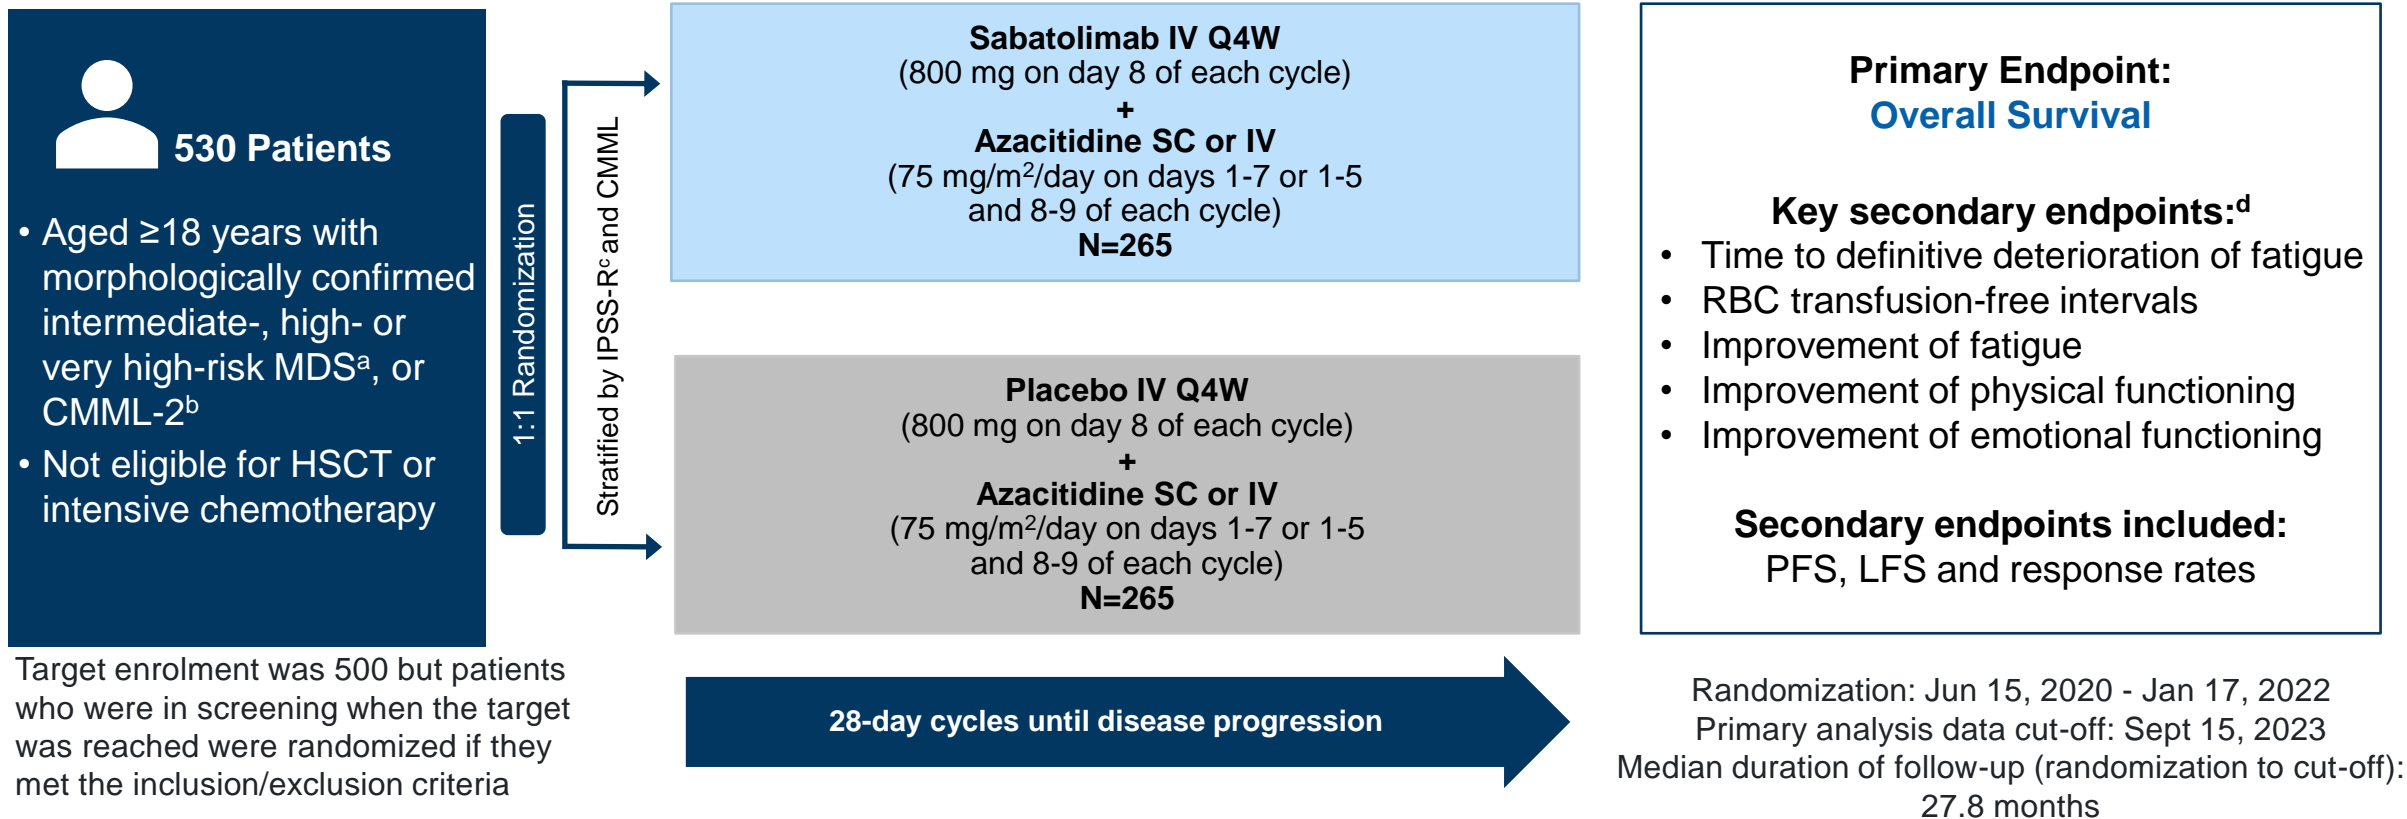 530 Patients
• Aged ≥18 years with
morphologically confirmed
intermediate-, high- or
very high-risk MDSᵃ, or
CMML-2ᵇ
• Not eligible for HSCT or
intensive chemotherapy
Target enrolment was 500 but patients
who were in screening when the target
was reached were randomized if they
met the inclusion/exclusion criteria
1:1 Randomization
Stratified by IPSS-Rᶜ and CMML
Sabatolimab IV Q4W
(800 mg on day 8 of each cycle)
+
Azacitidine SC or IV
(75 mg/m²/day on days 1-7 or 1-5
and 8-9 of each cycle)
N=265
Placebo IV Q4W
(800 mg on day 8 of each cycle)
+
Azacitidine SC or IV
(75 mg/m²/day on days 1-7 or 1-5
and 8-9 of each cycle)
N=265
28-day cycles until disease progression
Primary Endpoint:
Overall Survival
Key secondary endpoints:ᵈ
• Time to definitive deterioration of fatigue
• RBC transfusion-free intervals
• Improvement of fatigue
• Improvement of physical functioning
• Improvement of emotional functioning
Secondary endpoints included:
PFS, LFS and response rates
Randomization: Jun 15, 2020 - Jan 17, 2022
Primary analysis data cut-off: Sept 15, 2023
Median duration of follow-up (randomization to cut-off):
27.8 months